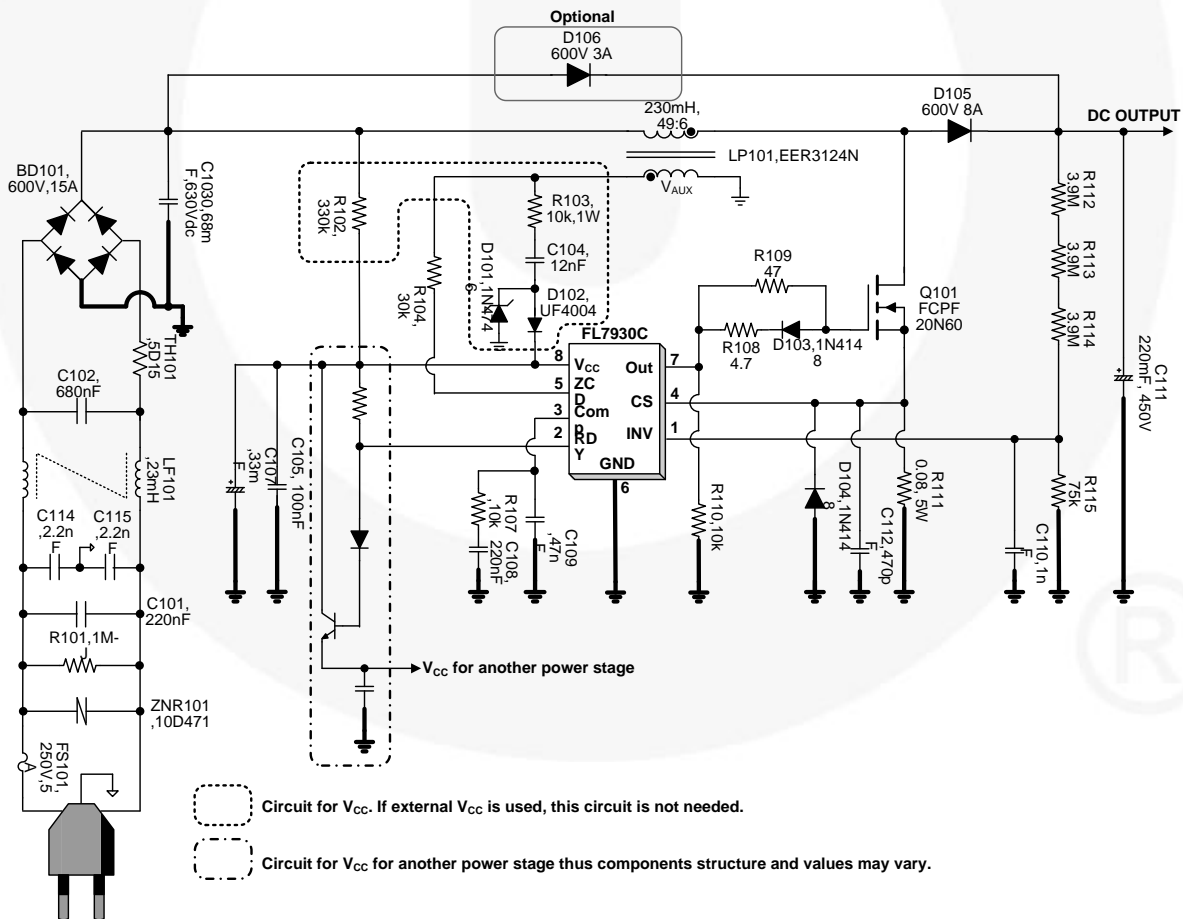 Optional
D106
600V 3A
230mH,
49:6
D105
600V 8A
DC OUTPUT
LP101,EER3124N
VAUX
BD101,
600V,15A
C1030,68m
F,630Vdc
R102,
330k
R103,
10k,1W
C104,
12nF
D101,1N474
6
D102,
UF4004
R104,
30k
R112
3.9M
R113
3.9M
R114
3.9M
R109
47
R108
4.7
D103,1N414
8
Q101
FCPF
20N60
TH101
,5D15
C102,
680nF
FL7930C
8
VCC
5
ZC
D
3
Com
p
2
RD
Y
GND
6
Out
7
CS
4
INV
1
C111
220mF, 450V
LF101
,23mH
C107
,33m
F
C105, 100nF
R107
,10k
C108,
220nF
C109
,47n
F
R110,10k
D104,1N414
8
C112,470p
F
R111
0.08, 5W
C110,1n
F
R115
75k
C114
,2.2n
F
C115
,2.2n
F
C101,
220nF
R101,1M-
J
ZNR101
,10D471
FS101,
250V,5
A
VCC for another power stage
Circuit for VCC. If external VCC is used, this circuit is not needed.
Circuit for VCC for another power stage thus components structure and values may vary.
®